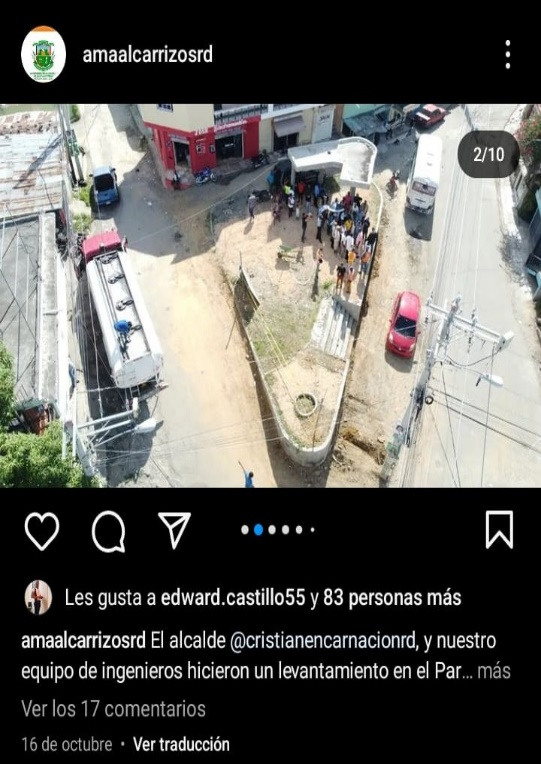 amaalcarrizosrd
2/10
Les gusta a edward.castillo55 y 83 personas más
amaalcarrizosrd El alcalde @cristianencarnacionrd, y nuestro
equipo de ingenieros hicieron un levantamiento en el Par... más
Ver los 17 comentarios
16 de octubre • Ver traducción